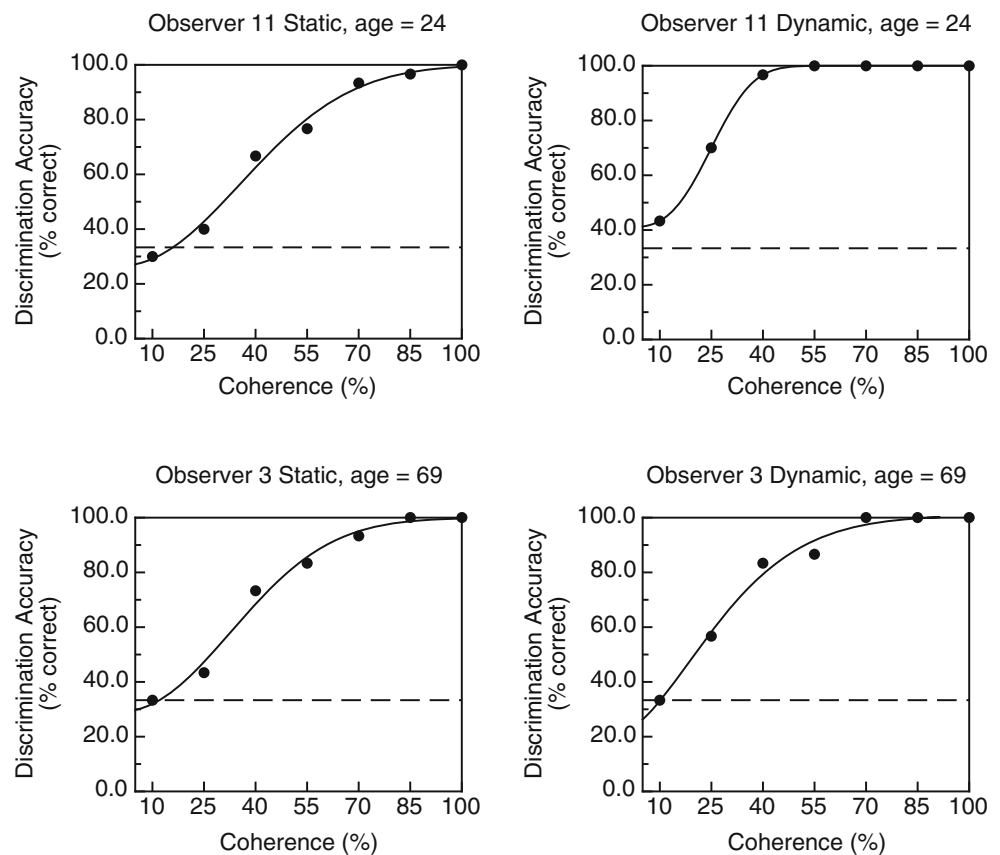 Observer 11 Static, age = 24
Discrimination Accuracy
(% correct)
100.0
80.0
60.0
40.0
20.0
0.0
10 25 40 55 70 85 100
Coherence (%)
Observer 11 Dynamic, age = 24
Discrimination Accuracy
(% correct)
100.0
80.0
60.0
40.0
20.0
0.0
10 25 40 55 70 85 100
Coherence (%)
Observer 3 Static, age = 69
Discrimination Accuracy
(% correct)
100.0
80.0
60.0
40.0
20.0
0.0
10 25 40 55 70 85 100
Coherence (%)
Observer 3 Dynamic, age = 69
Discrimination Accuracy
(% correct)
100.0
80.0
60.0
40.0
20.0
0.0
10 25 40 55 70 85 100
Coherence (%)